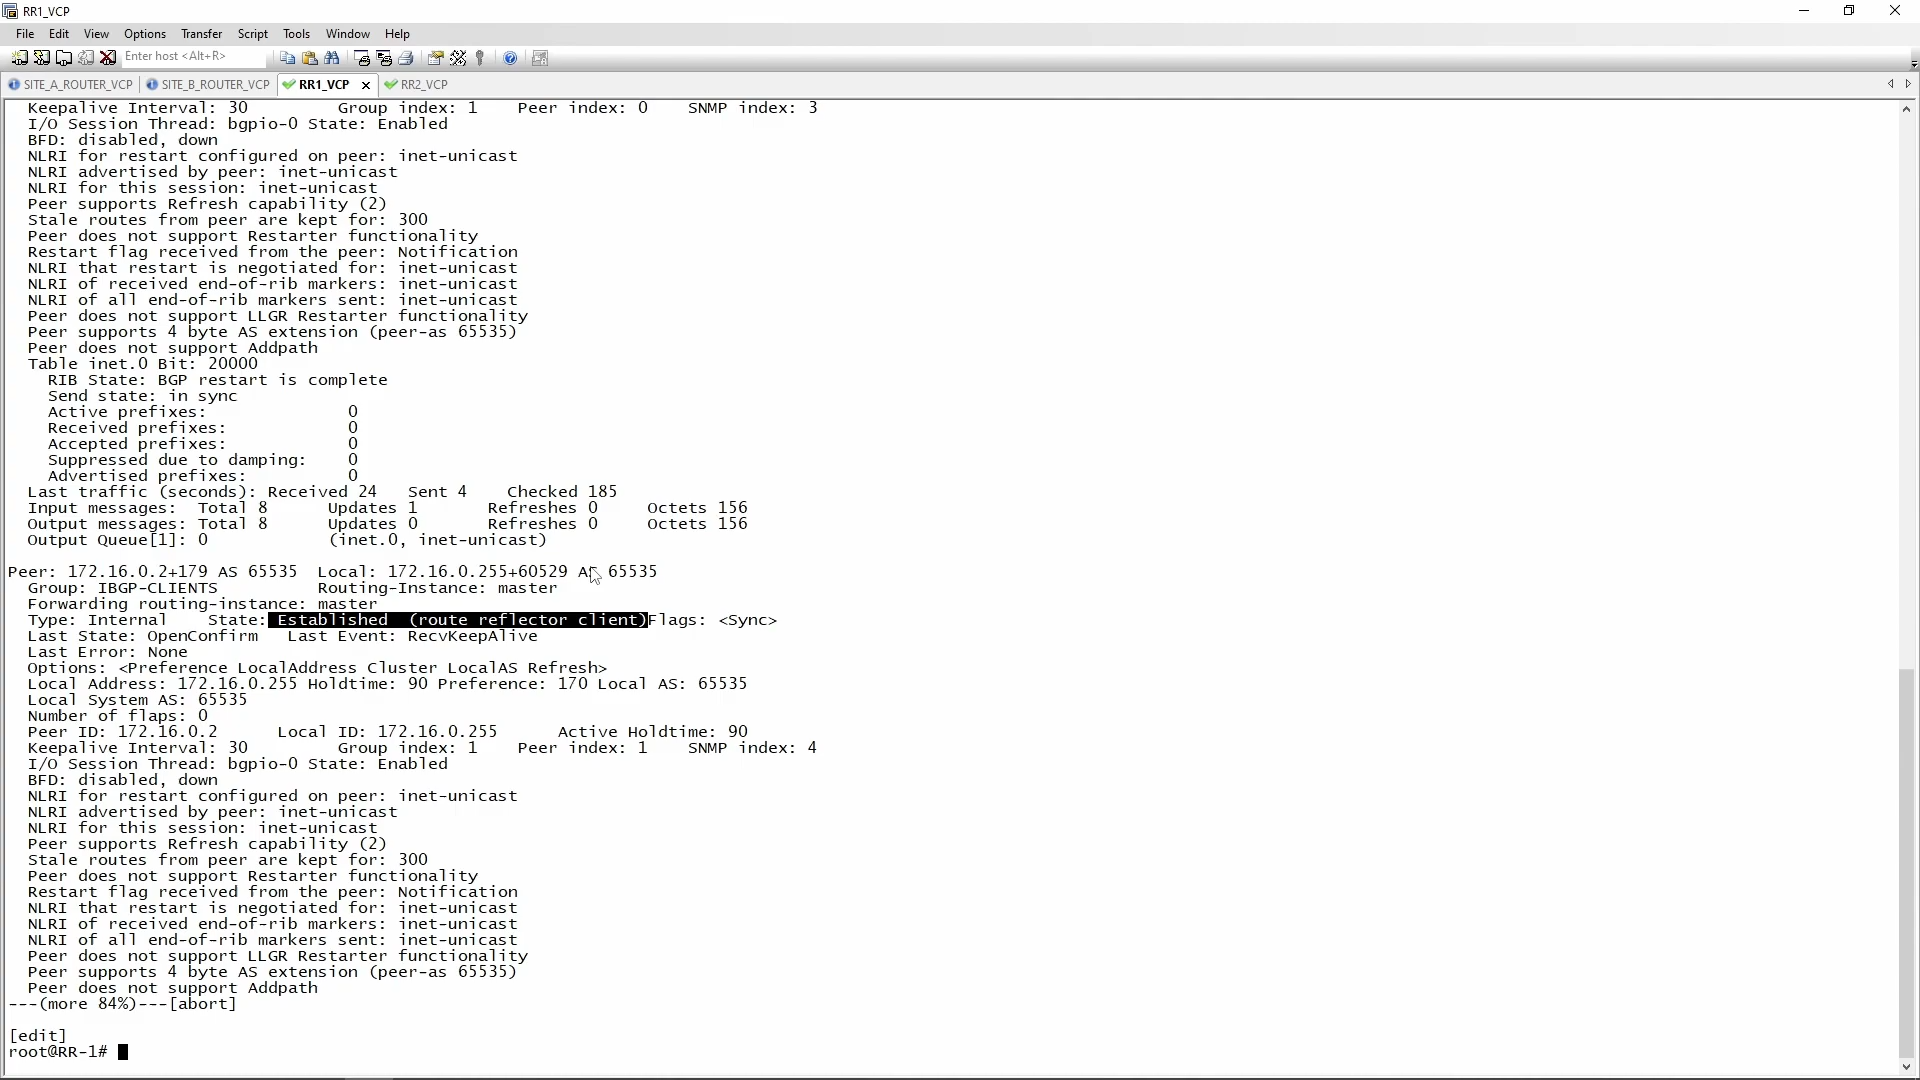 RR1_VCP
File Edit View Options Transfer Script Tools Window Help
Enter host <Alt+R>
SITE_A_ROUTER_VCP SITE_B_ROUTER_VCP RR1_VCP x RR2_VCP
Keepalive Interval: 30 Group index: 1 Peer index: 0 SNMP index: 3
I/O Session Thread: bgpio-0 State: Enabled
BFD: disabled, down
NLRI for restart configured on peer: inet-unicast
NLRI advertised by peer: inet-unicast
NLRI for this session: inet-unicast
Peer supports Refresh capability (2)
Stale routes from peer are kept for: 300
Peer does not support Restarter functionality
Restart flag received from the peer: Notification
NLRI that restart is negotiated for: inet-unicast
NLRI of received end-of-rib markers: inet-unicast
NLRI of all end-of-rib markers sent: inet-unicast
Peer does not support LLGR Restarter functionality
Peer supports 4 byte AS extension (peer-as 65535)
Peer does not support Addpath
Table inet.0 Bit: 20000
RIB State: BGP restart is complete
Send state: in sync
Active prefixes: 0
Received prefixes: 0
Accepted prefixes: 0
Suppressed due to damping: 0
Advertised prefixes: 0
Last traffic (seconds): Received 24 Sent 4 Checked 185
Input messages: Total 8 Updates 1 Refreshes 0 Octets 156
Output messages: Total 8 Updates 0 Refreshes 0 Octets 156
Output Queue[1]: 0 (inet.0, inet-unicast)
Peer: 172.16.0.2+179 AS 65535 Local: 172.16.0.255+60529 AS 65535
Group: IBGP-CLIENTS Routing-Instance: master
Forwarding routing-instance: master
Type: Internal State: Established (route reflector client)Flags: <Sync>
Last State: OpenConfirm Last Event: RecvKeepAlive
Last Error: None
Options: <Preference LocalAddress Cluster LocalAS Refresh>
Local Address: 172.16.0.255 Holdtime: 90 Preference: 170 Local AS: 65535
Local System AS: 65535
Number of flaps: 0
Peer ID: 172.16.0.2 Local ID: 172.16.0.255 Active Holdtime: 90
Keepalive Interval: 30 Group index: 1 Peer index: 1 SNMP index: 4
I/O Session Thread: bgpio-0 State: Enabled
BFD: disabled, down
NLRI for restart configured on peer: inet-unicast
NLRI advertised by peer: inet-unicast
NLRI for this session: inet-unicast
Peer supports Refresh capability (2)
Stale routes from peer are kept for: 300
Peer does not support Restarter functionality
Restart flag received from the peer: Notification
NLRI that restart is negotiated for: inet-unicast
NLRI of received end-of-rib markers: inet-unicast
NLRI of all end-of-rib markers sent: inet-unicast
Peer does not support LLGR Restarter functionality
Peer supports 4 byte AS extension (peer-as 65535)
Peer does not support Addpath
---(more 84%)---[abort]
[edit]
root@RR-1#